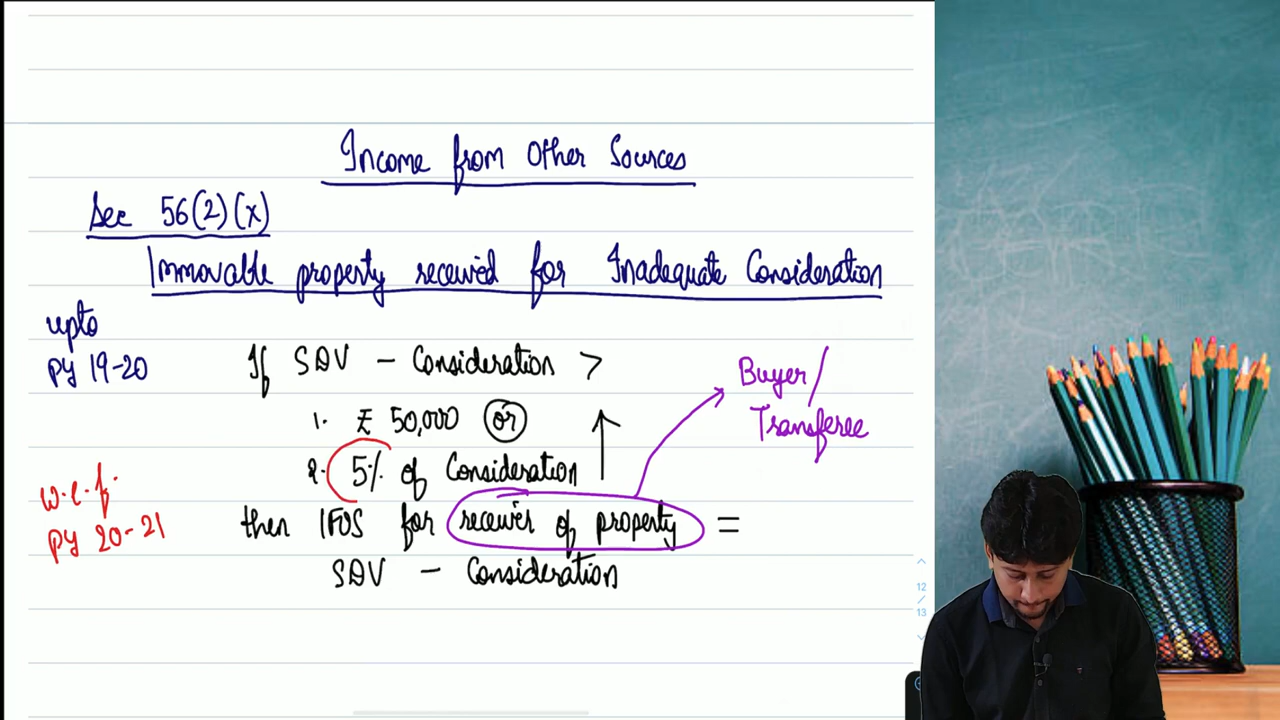 Income from Other Sources
Sec 56(2)(x)
Immovable property received for Inadequate Consideration
upto
PY 19-20
If SDV - Consideration >
1. ₹ 50,000 or
2. 5% of Consideration
Buyer/
Transferee
w.e.f.
PY 20-21
then IFOS for receiver of property =
SDV - Consideration
12
/
13